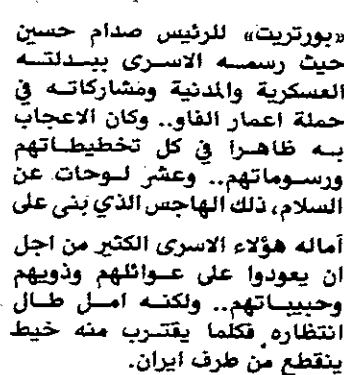 «بورتريت» للرئيس صدام حسين
حيث رسمه الاسرى ببدلته
العسكرية والمدنية ومشاركاته في
حملة اعمار الفاو.. وكان الاعجاب
به ظاهرا في كل تخطيطاتهم
ورسوماتهم.. وعشر لوحات عن
السلام، ذلك الهاجس الذي بَنى على
أماله هؤلاء الاسرى الكثير من اجل
ان يعودوا على عوائلهم وذويهم
وحبيباتهم.. ولكنه امل طال
انتظاره فكلما يقترب منه خيط
ينقطع من طرف ايران.